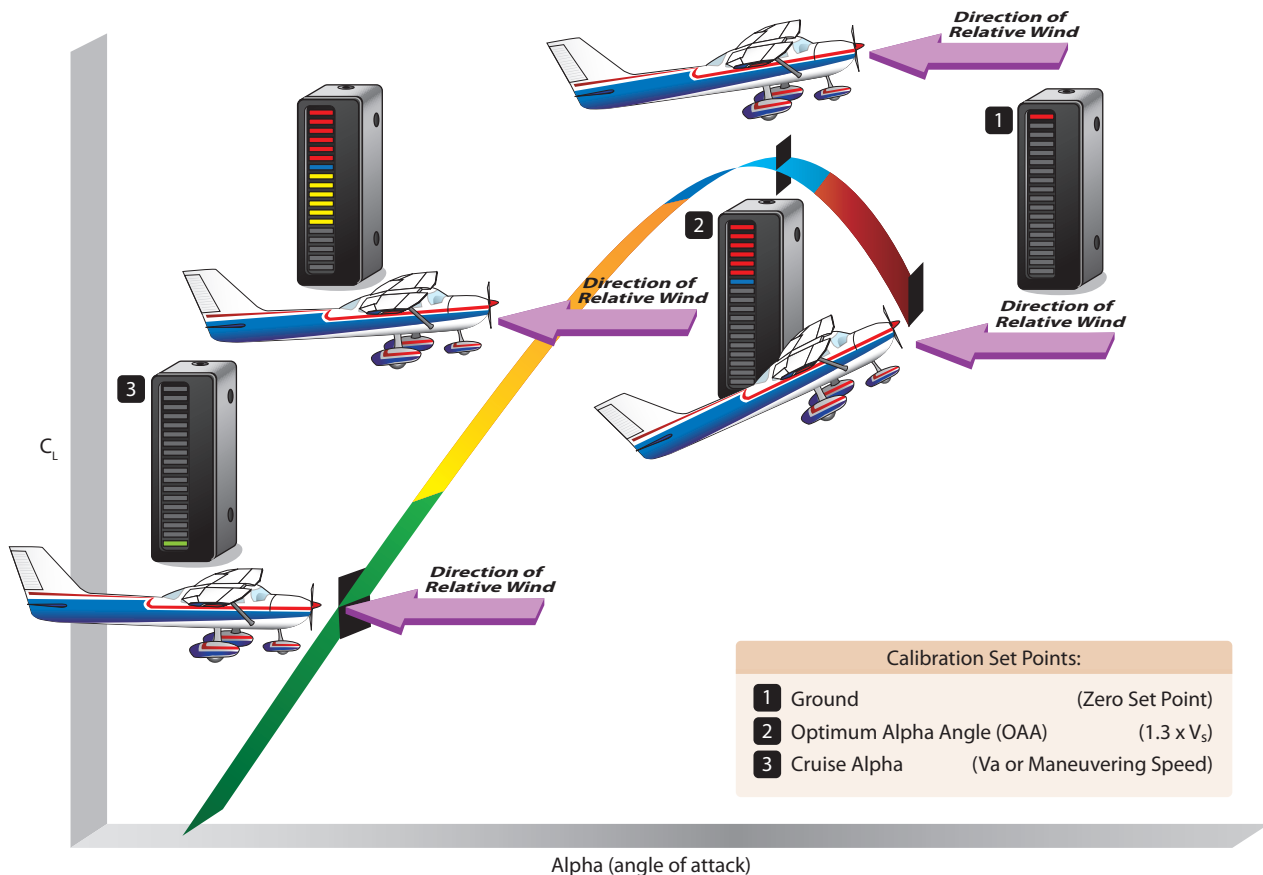 Direction of
Relative Wind
1
2
Direction of
Relative Wind
Direction of
Relative Wind
3
C_L
Direction of
Relative Wind
Calibration Set Points:
1 Ground (Zero Set Point)
2 Optimum Alpha Angle (OAA) (1.3 x Vₛ)
3 Cruise Alpha (Va or Maneuvering Speed)
Alpha (angle of attack)